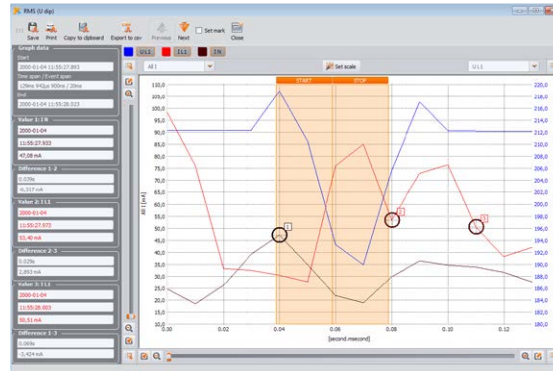 RMS (U dip)
Save Print Copy to clipboard Export to csv Previous Next Set mark Close
Graph data
U L1 I L1 IN
Start
2000-01-04 11:55:27.893
Time span / Event span
End
2000-01-04 11:55:28.023
All I Set scale U L1
START STOP
Value 1: I N
2000-01-04
11:55:27.933
47,08 mA
Difference 1-2
0.039s
-6,317 mA
Value 2: I L1
2000-01-04
11:55:27.973
53,40 mA
Difference 2-3
0.029s
2,893 mA
Value 3: I L1
2000-01-04
11:55:28.003
50,51 mA
Difference 1-3
0.069s
-3,424 mA
All I [mA]
110,0
105,0
100,0
95,0
90,0
85,0
80,0
75,0
70,0
65,0
60,0
55,0
50,0
45,0
40,0
35,0
30,0
25,0
20,0
15,0
10,0
220,0
218,0
216,0
214,0
212,0
210,0
208,0
206,0
204,0
202,0
200,0
198,0
196,0
194,0
192,0
190,0
188,0
186,0
184,0
182,0
180,0
0.00 0.02 0.04 0.06 0.08 0.10 0.12
[second.msecond]